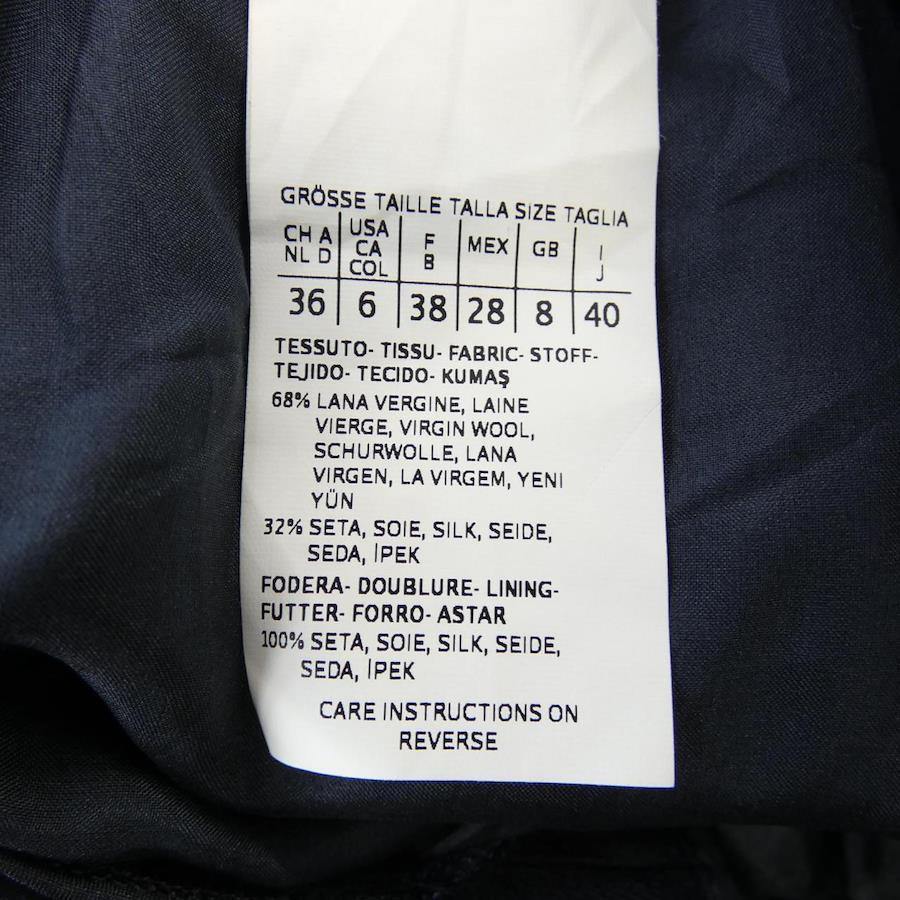 GRÖSSE TAILLE TALLA SIZE TAGLIA
CH A NL D | USA CA COL | F B | MEX | GB | I J
36 | 6 | 38 | 28 | 8 | 40
TESSUTO- TISSU- FABRIC- STOFF-
TEJIDO- TECIDO- KUMAŞ
68% LANA VERGINE, LAINE
VIERGE, VIRGIN WOOL,
SCHURWOLLE, LANA
VIRGEN, LA VIRGEM, YENI
YÜN
32% SETA, SOIE, SILK, SEIDE,
SEDA, İPEK
FODERA- DOUBLURE- LINING-
FUTTER- FORRO- ASTAR
100% SETA, SOIE, SILK, SEIDE,
SEDA, İPEK
CARE INSTRUCTIONS ON
REVERSE